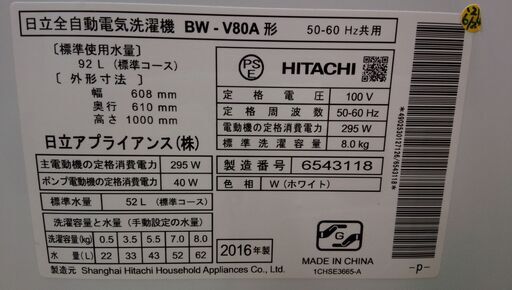 日立全自動電気洗濯機 BW-V80A 形 50-60 Hz共用
［標準使用水量］
92 L（標準コース）
［外形寸法］
幅 608 mm
奥行 610 mm
高さ 1000 mm
日立アプライアンス（株）
主電動機の定格消費電力 295 W
ポンプ電動機の定格消費電力 40 W
標準水量 52 L（標準コース）
洗濯容量と水量（手動設定の水量）
洗濯容量(kg) 0.5 3.5 5.5 7.0 8.0
水 量(L) 22 33 43 52 62
製造元 Shanghai Hitachi Household Appliances Co., Ltd.
PS
E
HITACHI
定格電圧 100 V
定格周波数 50-60 Hz
電動機の定格消費電力 295 W
標準洗濯容量 8.0 kg
製造番号 6543118
色相 W（ホワイト）
2016年製
G
MADE IN CHINA
1CHSE3665-A
*4902530127126/6543118*
-p-